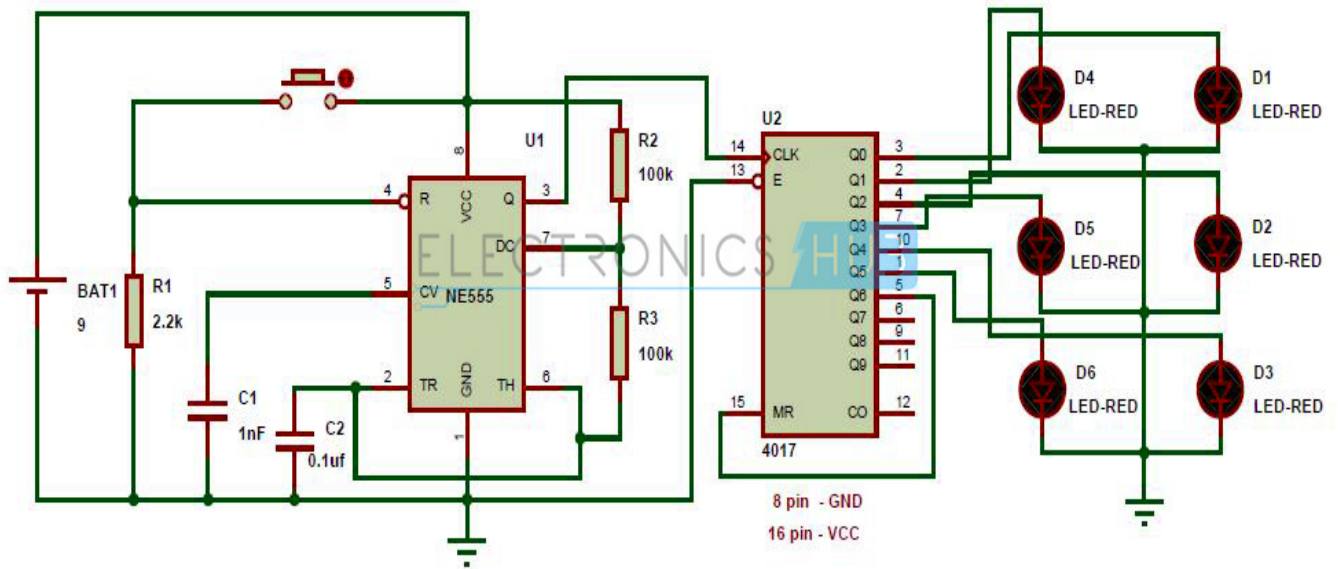 U1
8
VCC
4
R
Q
3
DC
7
5
CV
NE555
2
TR
GND
TH
6
1
BAT1
9
R1
2.2k
C1
1nF
C2
0.1uf
R2
100k
R3
100k
ELECTRONICS HUB
U2
14
CLK
13
E
Q0
3
Q1
2
Q2
4
Q3
7
Q4
10
Q5
1
Q6
5
Q7
6
Q8
9
Q9
11
15
MR
CO
12
4017
8 pin - GND
16 pin - VCC
D4
LED-RED
D1
LED-RED
D5
LED-RED
D2
LED-RED
D6
LED-RED
D3
LED-RED